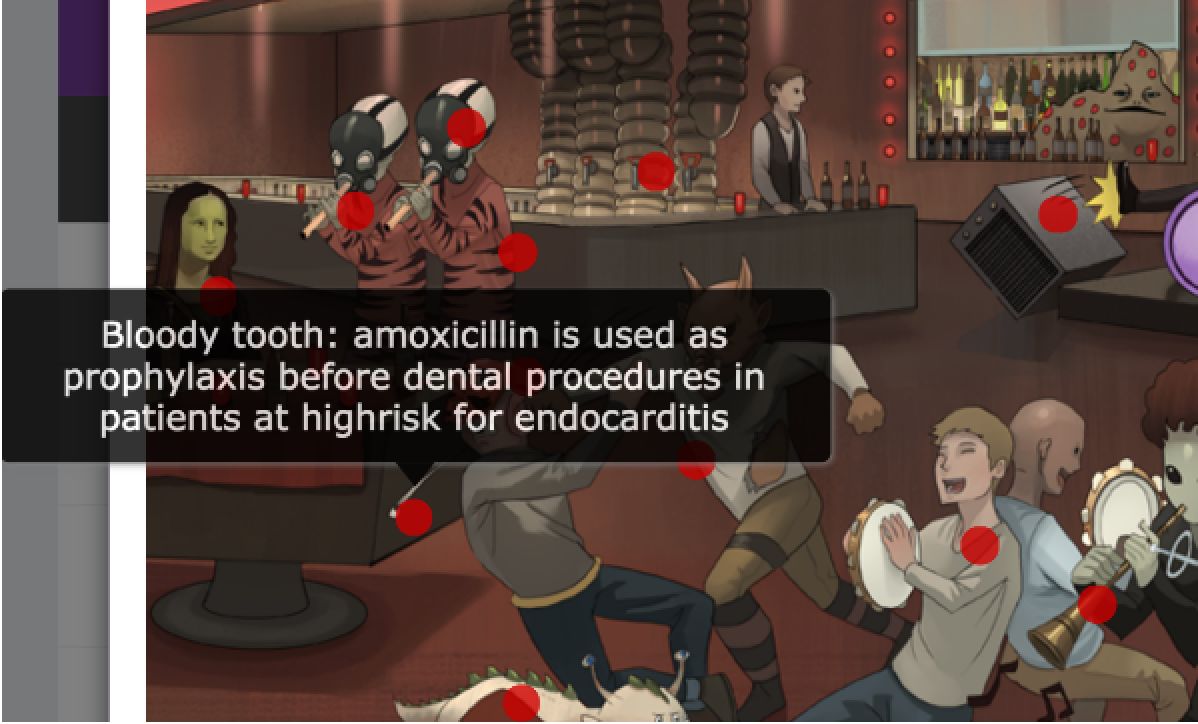 Bloody tooth: amoxicillin is used as
prophylaxis before dental procedures in
patients at highrisk for endocarditis